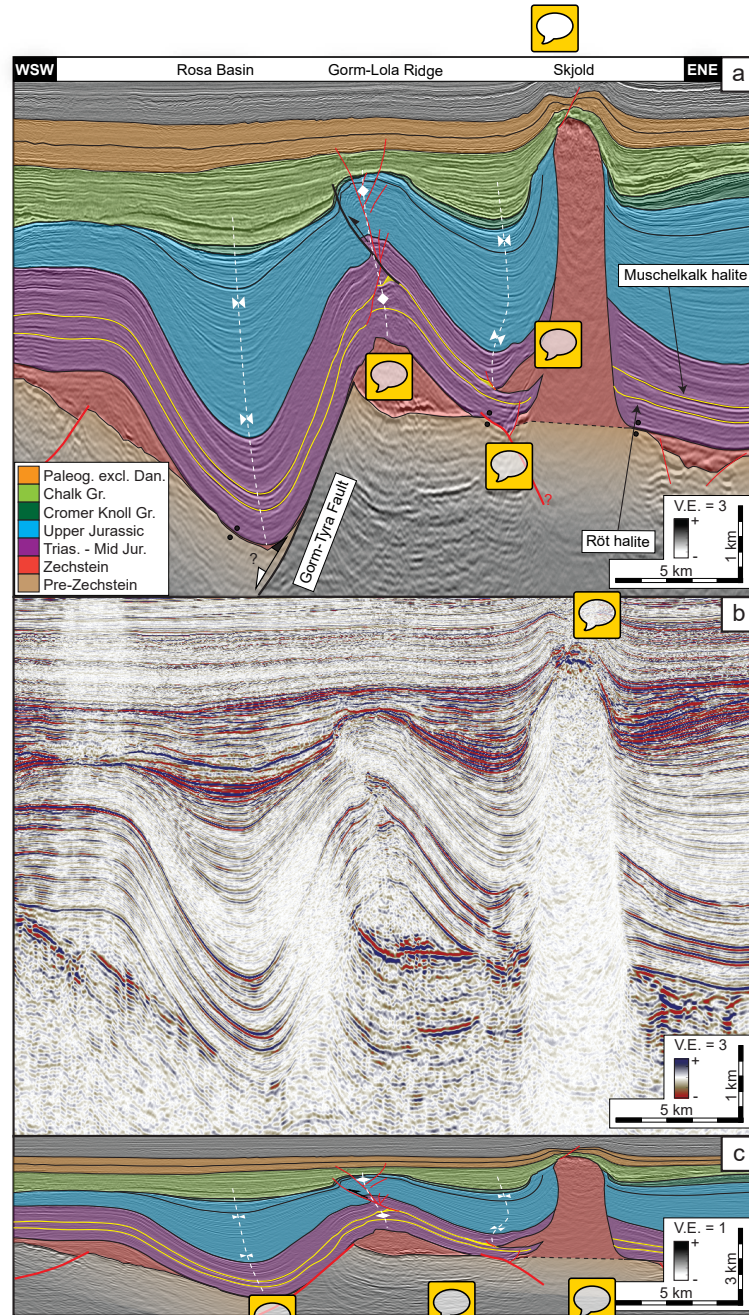 WSW Rosa Basin Gorm-Lola Ridge Skjold ENE a
Muschelkalk halite
Röt halite
Gorm-Tyra Fault
?
?
Paleog. excl. Dan.
Chalk Gr.
Cromer Knoll Gr.
Upper Jurassic
Trias. - Mid Jur.
Zechstein
Pre-Zechstein
V.E. = 3
+
-
1 km
5 km
b
V.E. = 3
+
-
1 km
5 km
c
V.E. = 1
+
-
3 km
5 km